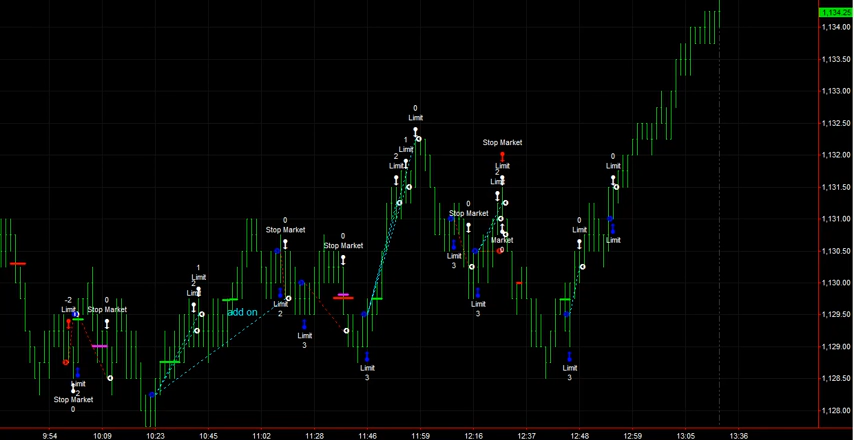 1,134.25
1,134.00
1,133.50
1,133.00
1,132.50
1,132.00
1,131.50
1,131.00
1,130.50
1,130.00
1,129.50
1,129.00
1,128.50
1,128.00
0
Limit
1
Limit
2
Limit
Stop Market
Limit
2
Limit
0
Limit
0
Stop Market
0
Stop Market
0
Stop Market
Market
0
0
Limit
Limit
Limit
3
1
Limit
2
Limit
-2
Limit
0
Stop Market
add on
Limit
2
Limit
3
Limit
3
Limit
3
Limit
3
Limit
2
Stop Market
0
9:54
10:09
10:23
10:45
11:02
11:28
11:46
11:59
12:16
12:37
12:48
12:59
13:05
13:36